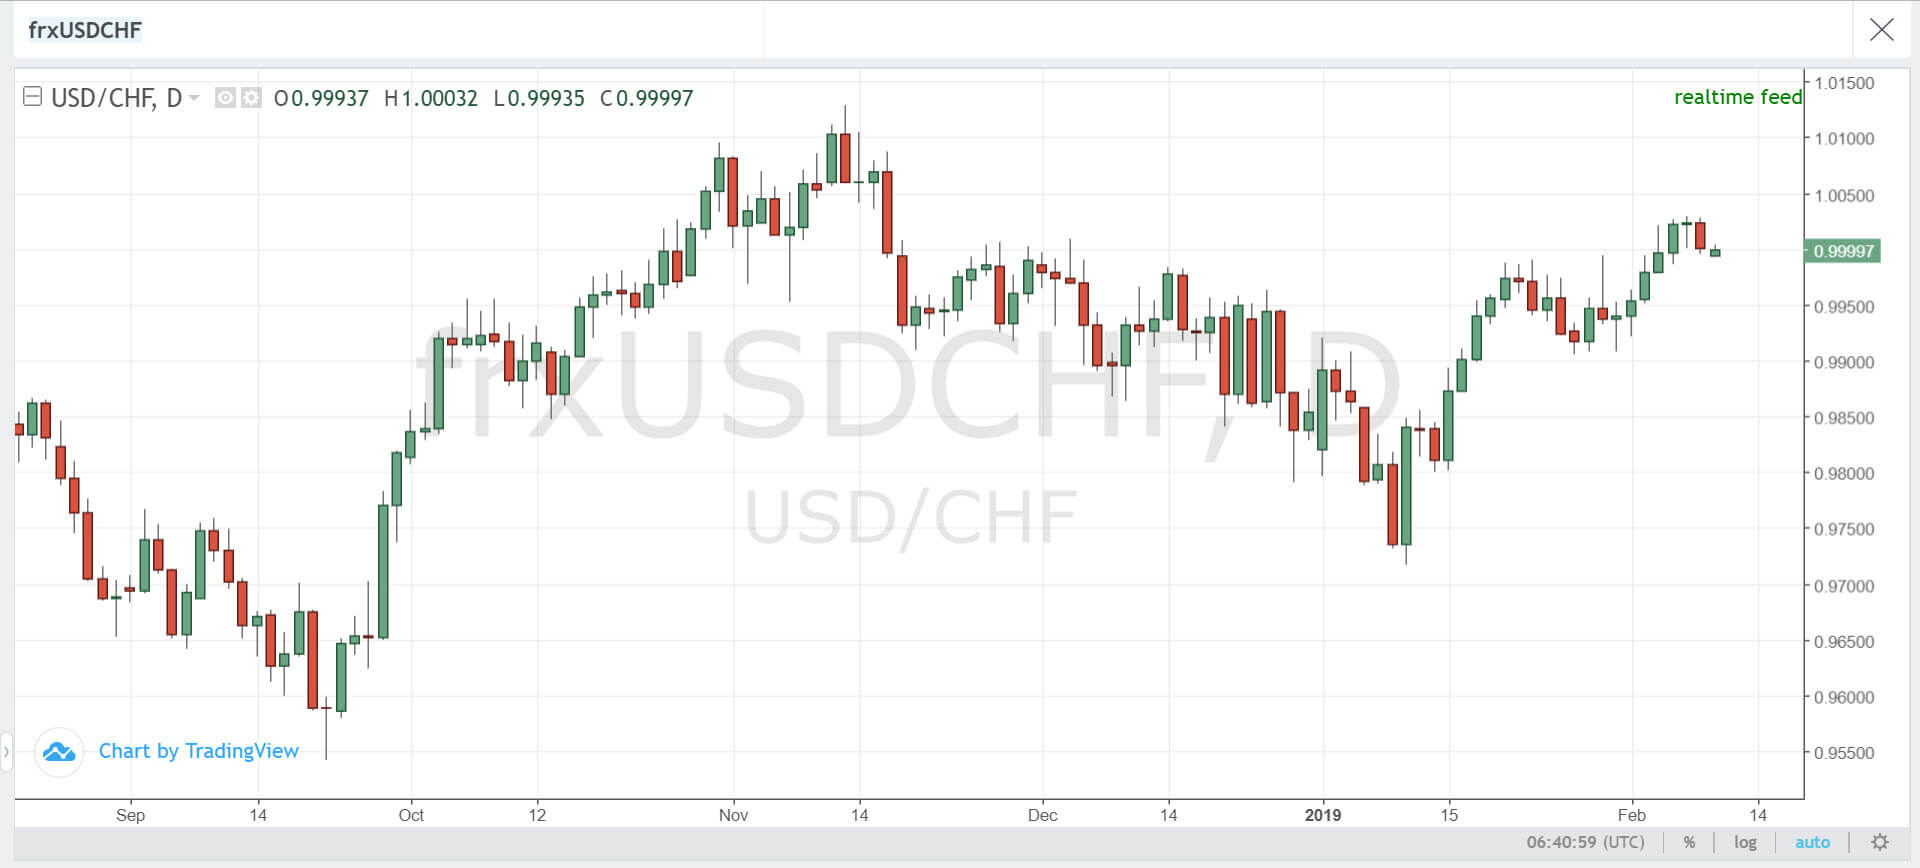 frxUSDCHF
USD/CHF, D O0.99937 H1.00032 L0.99935 C0.99997
realtime feed
1.01500
1.01000
1.00500
0.99997
0.99500
0.99000
0.98500
0.98000
0.97500
0.97000
0.96500
0.96000
0.95500
frxUSDCHF, D
USD/CHF
Chart by TradingView
Sep 14 Oct 12 Nov 14 Dec 14 2019 15 Feb 14
06:40:59 (UTC) % log auto